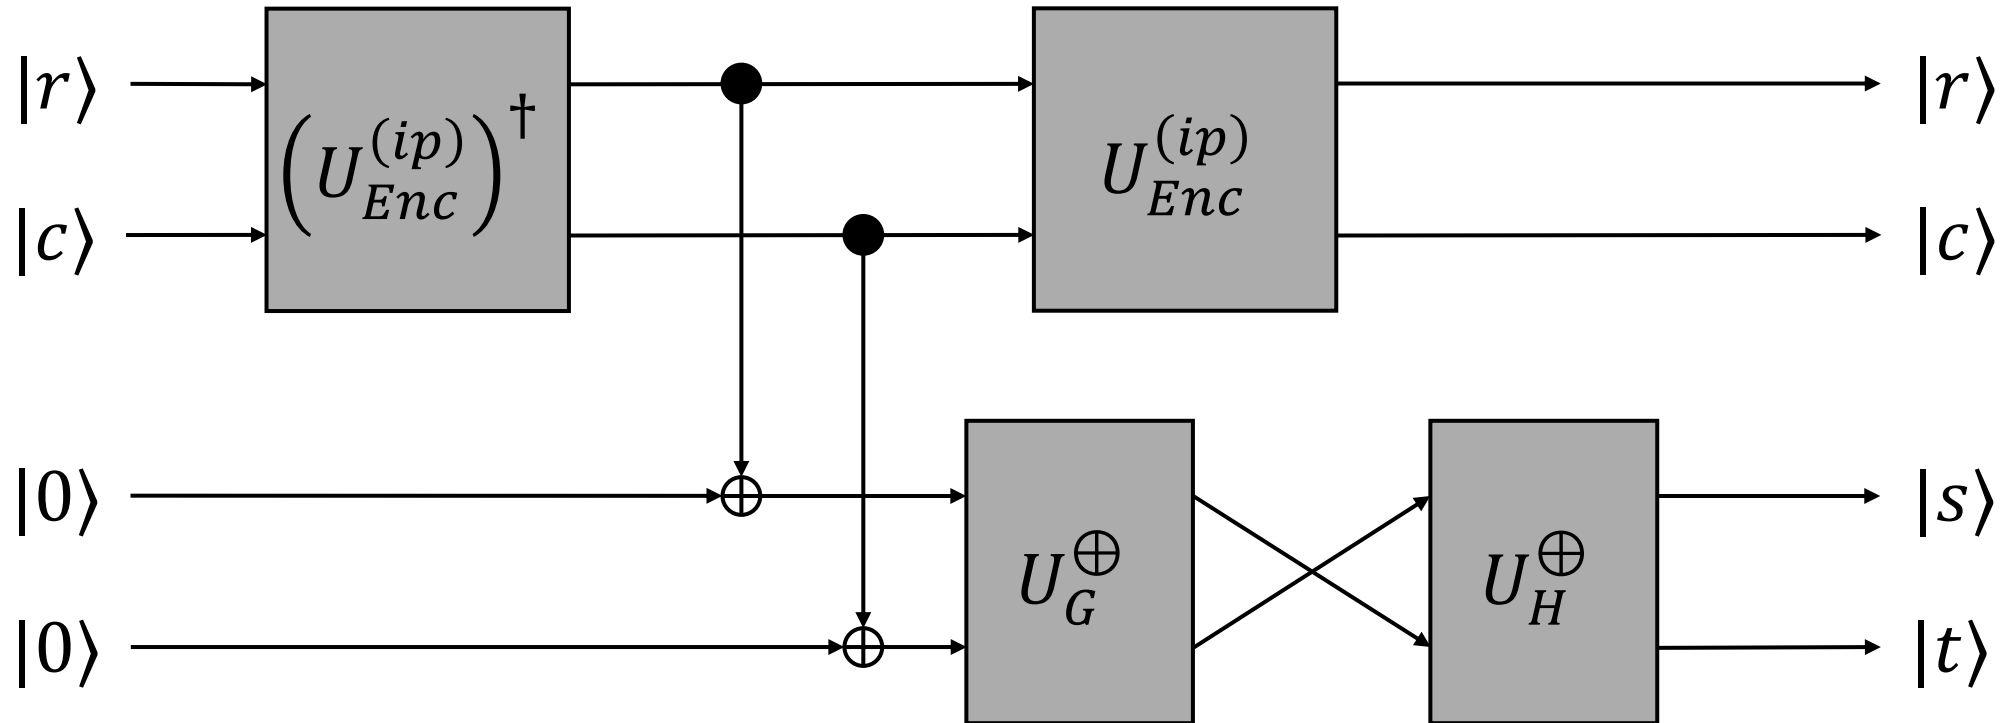 |r⟩ (U_{Enc}^{(ip)})^† U_{Enc}^{(ip)} |r⟩
|c⟩ |c⟩
|0⟩ U_G^⊕ U_H^⊕ |s⟩
|0⟩ |t⟩